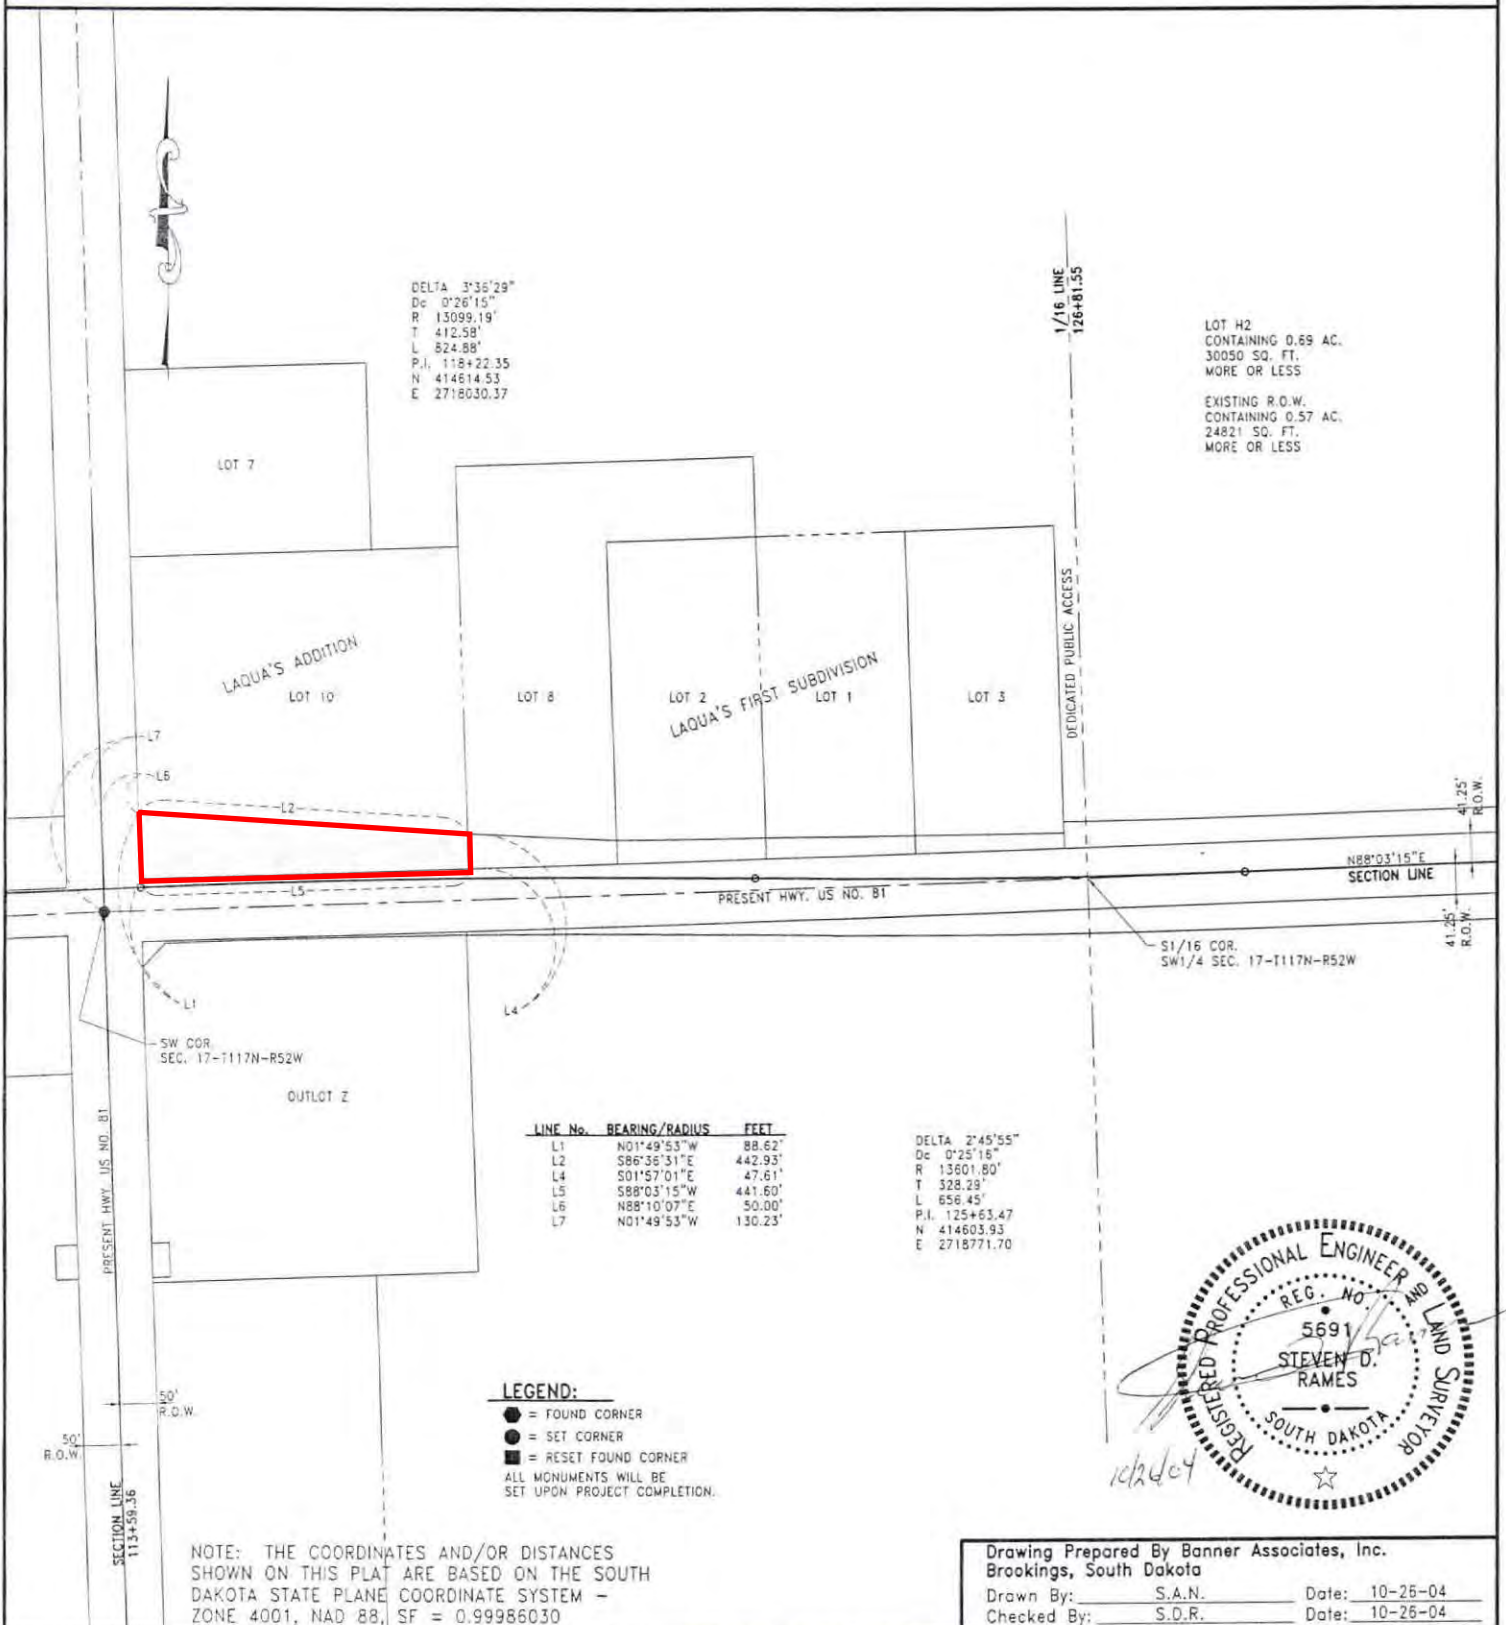 DELTA 3°36'29"
Dc 0°26'15"
R 13099.19'
T 412.58'
L 824.88'
P.I. 118+22.35
N 414614.53
E 2718030.37
1/16 LINE
126+81.55
LOT H2
CONTAINING 0.69 AC.
30050 SQ. FT.
MORE OR LESS
EXISTING R.O.W.
CONTAINING 0.57 AC.
24821 SQ. FT.
MORE OR LESS
LOT 7
LAQUA'S ADDITION
LOT 10
LOT 8
LOT 2
LAQUA'S FIRST SUBDIVISION
LOT 1
LOT 3
DEDICATED PUBLIC ACCESS
L7
L6
L2
L5
L1
L4
41.25'
R.O.W.
N88°03'15"E
SECTION LINE
PRESENT HWY. US NO. 81
41.25'
R.O.W.
S1/16 COR.
SW1/4 SEC. 17-T117N-R52W
SW COR.
SEC. 17-T117N-R52W
OUTLOT Z
PRESENT HWY. US NO. 81
LINE No. BEARING/RADIUS FEET
L1 N01°49'53"W 88.62'
L2 S86°36'31"E 442.93'
L4 S01°57'01"E 47.61'
L5 S88°03'15"W 441.60'
L6 N88°10'07"E 50.00'
L7 N01°49'53"W 130.23'
DELTA 2°45'55"
Dc 0°25'16"
R 13601.80'
T 328.29'
L 656.45'
P.I. 125+63.47
N 414603.93
E 2718771.70
REGISTERED PROFESSIONAL ENGINEER AND LAND SURVEYOR
REG. NO.
5691
STEVEN D.
RAMES
SOUTH DAKOTA
10/26/04
50'
R.O.W.
50'
R.O.W.
SECTION LINE
113+59.36
LEGEND:
= FOUND CORNER
= SET CORNER
= RESET FOUND CORNER
ALL MONUMENTS WILL BE
SET UPON PROJECT COMPLETION.
NOTE: THE COORDINATES AND/OR DISTANCES
SHOWN ON THIS PLAT ARE BASED ON THE SOUTH
DAKOTA STATE PLANE COORDINATE SYSTEM -
ZONE 4001, NAD 88, SF = 0.99986030
Drawing Prepared By Banner Associates, Inc.
Brookings, South Dakota
Drawn By: S.A.N. Date: 10-26-04
Checked By: S.D.R. Date: 10-26-04